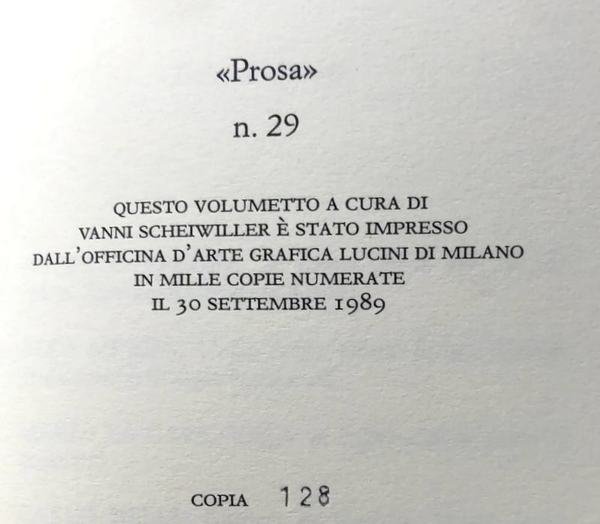 «Prosa»
n. 29
QUESTO VOLUMETTO A CURA DI
VANNI SCHEIWILLER È STATO IMPRESSO
DALL'OFFICINA D'ARTE GRAFICA LUCINI DI MILANO
IN MILLE COPIE NUMERATE
IL 30 SETTEMBRE 1989
COPIA 128